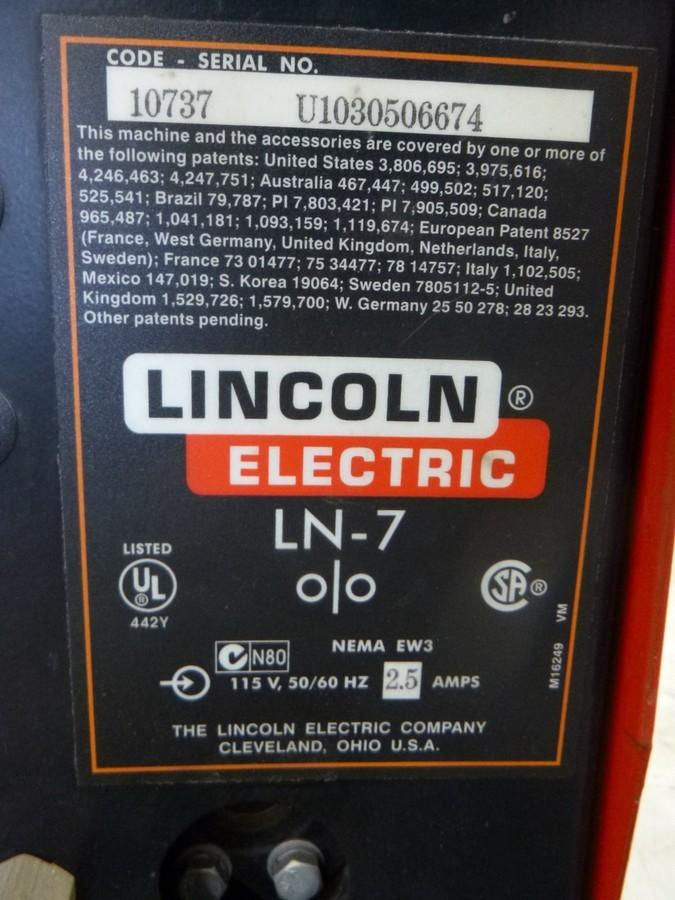 CODE - SERIAL NO.
10737 U1030506674
This machine and the accessories are covered by one or more of
the following patents: United States 3,806,695; 3,975,616;
4,246,463; 4,247,751; Australia 467,447; 499,502; 517,120;
525,541; Brazil 79,787; PI 7,803,421; PI 7,905,509; Canada
965,487; 1,041,181; 1,093,159; 1,119,674; European Patent 8527
(France, West Germany, United Kingdom, Netherlands, Italy,
Sweden); France 73 01477; 75 34477; 78 14757; Italy 1,102,505;
Mexico 147,019; S. Korea 19064; Sweden 7805112-5; United
Kingdom 1,529,726; 1,579,700; W. Germany 25 50 278; 28 23 293.
Other patents pending.
LINCOLN ®
ELECTRIC
LN-7
o|o
LISTED
UL ®
442Y
SA ®
N80
NEMA EW3
115 V, 50/60 HZ 2.5 AMPS
M16249 VM
THE LINCOLN ELECTRIC COMPANY
CLEVELAND, OHIO U.S.A.